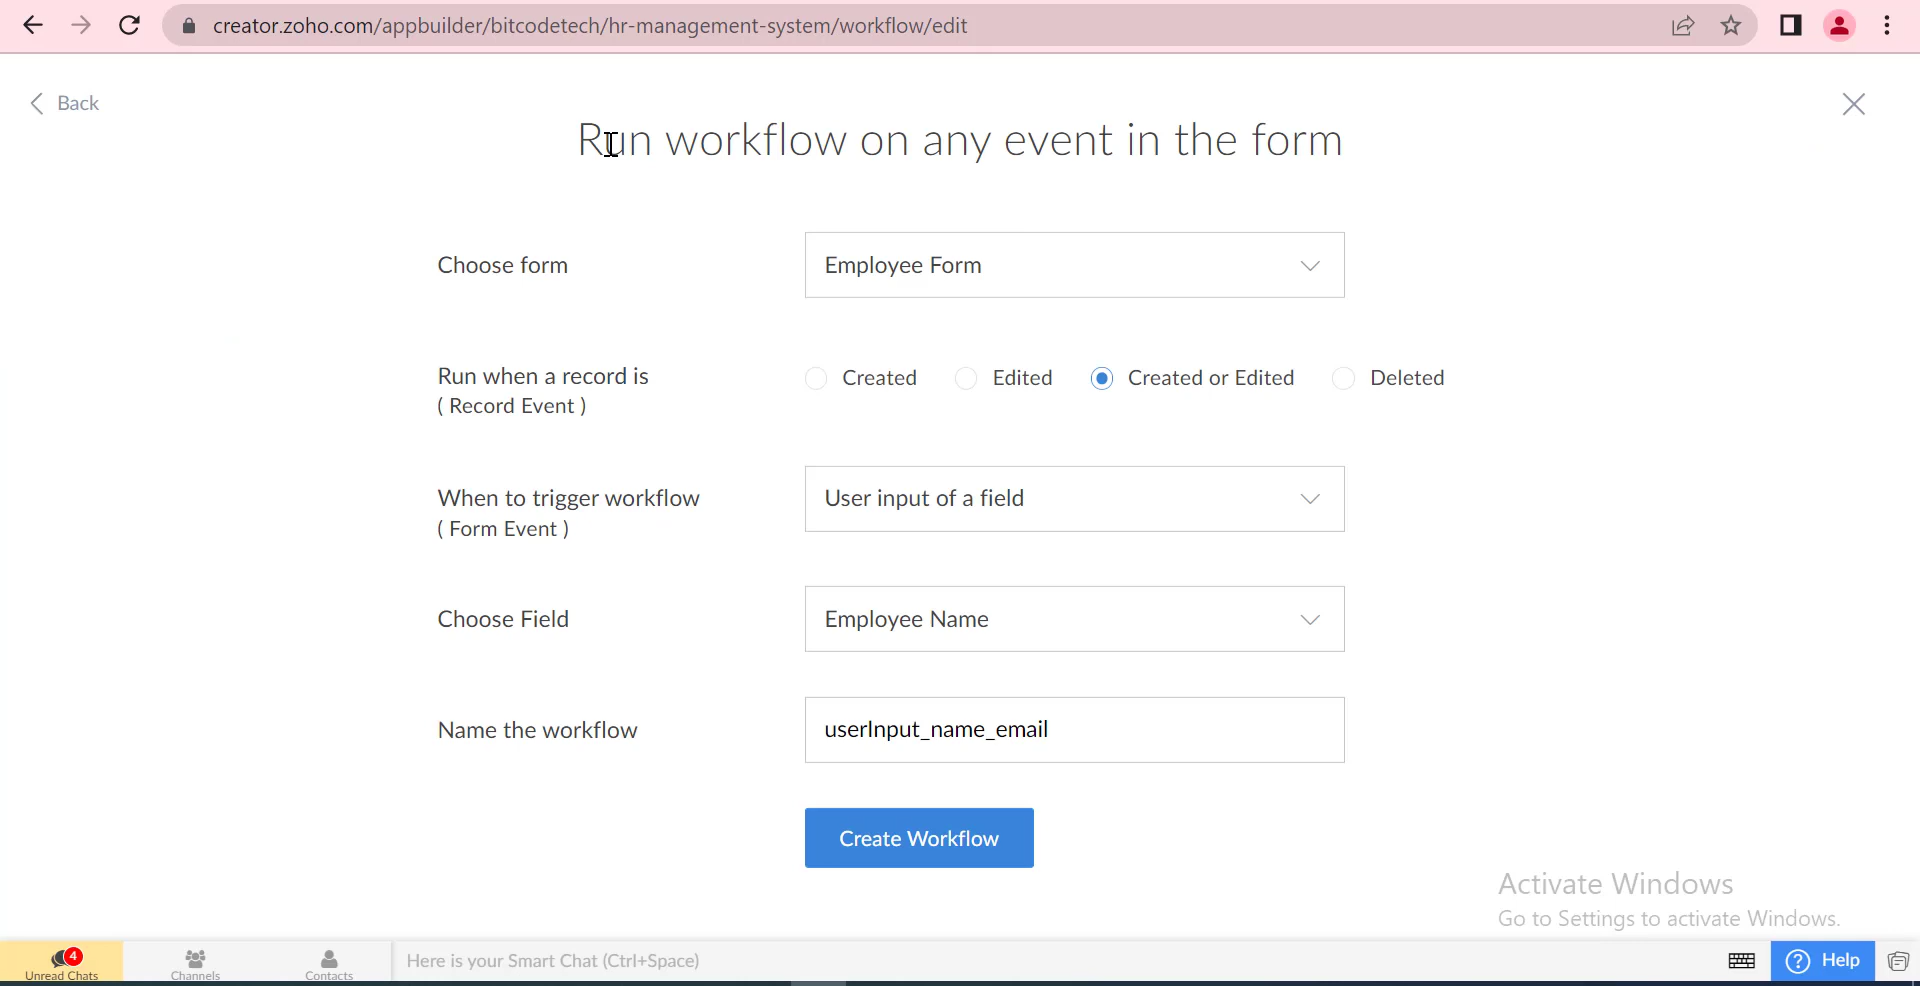 creator.zoho.com/appbuilder/bitcodetech/hr-management-system/workflow/edit
Back
Run workflow on any event in the form
Choose form
Employee Form
Run when a record is
( Record Event )
Created
Edited
Created or Edited
Deleted
When to trigger workflow
( Form Event )
User input of a field
Choose Field
Employee Name
Name the workflow
userInput_name_email
Create Workflow
Activate Windows
Go to Settings to activate Windows.
4
Unread Chats
Channels
Contacts
Here is your Smart Chat (Ctrl+Space)
? Help